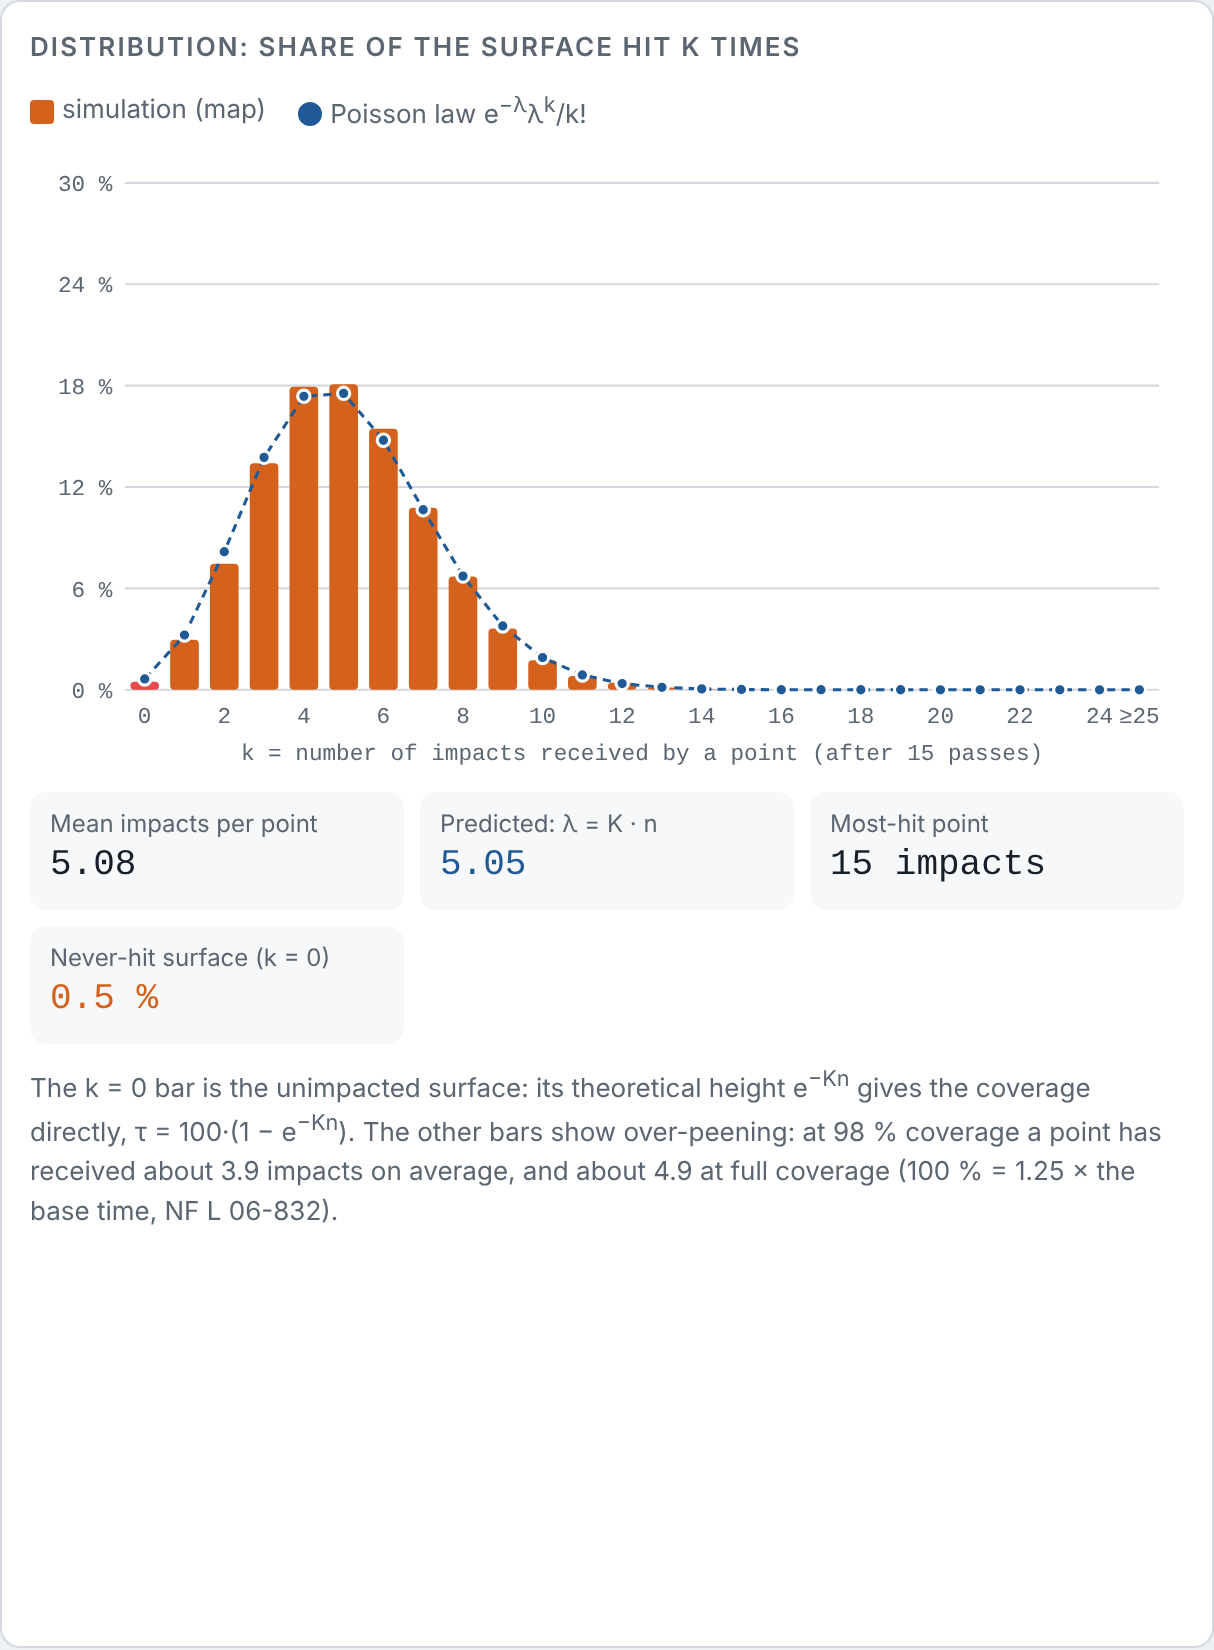 DISTRIBUTION: SHARE OF THE SURFACE HIT K TIMES
simulation (map) Poisson law e⁻λλᵏ/k!
30 %
24 %
18 %
12 %
6 %
0 %
0 2 4 6 8 10 12 14 16 18 20 22 24 ≥25
k = number of impacts received by a point (after 15 passes)
Mean impacts per point
5.08
Predicted: λ = K · n
5.05
Most-hit point
15 impacts
Never-hit surface (k = 0)
0.5 %
The k = 0 bar is the unimpacted surface: its theoretical height e⁻ᴷⁿ gives the coverage
directly, τ = 100·(1 − e⁻ᴷⁿ). The other bars show over-peening: at 98 % coverage a point has
received about 3.9 impacts on average, and about 4.9 at full coverage (100 % = 1.25 × the
base time, NF L 06-832).